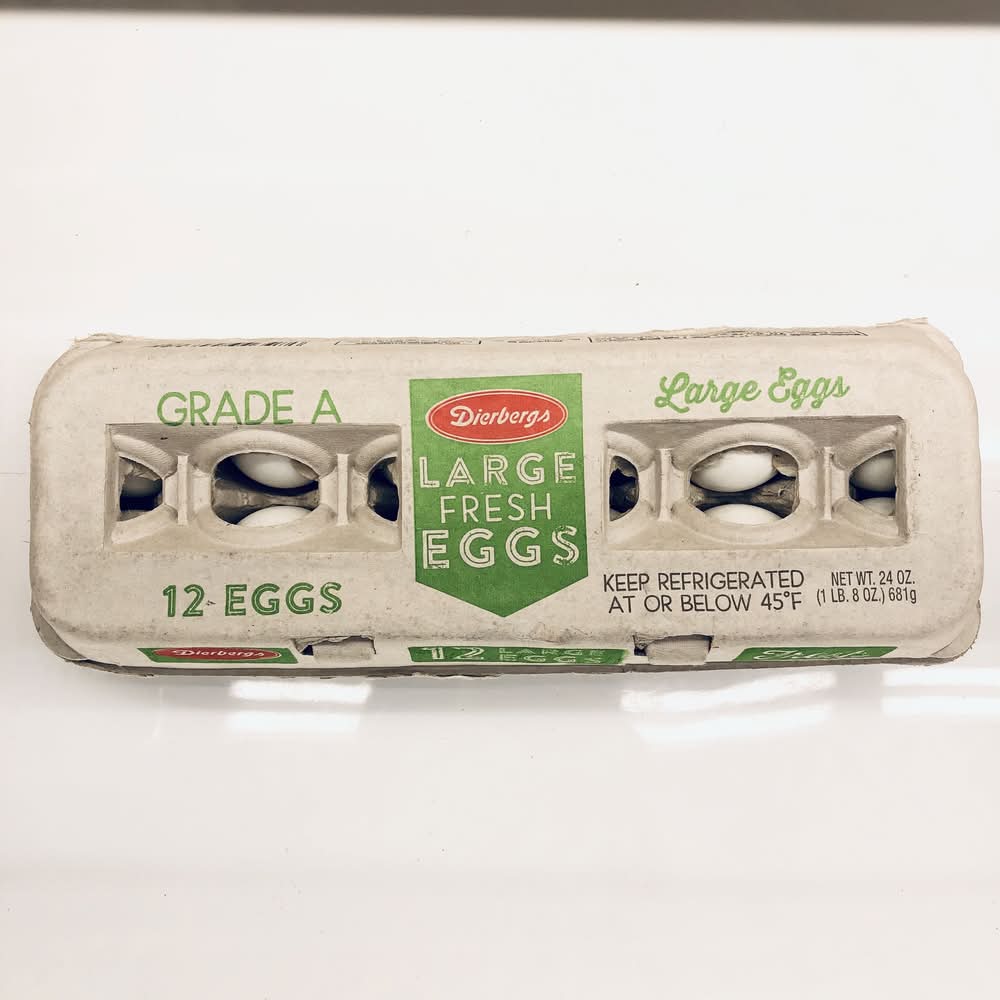 GRADE A
Dierbergs
LARGE
FRESH
EGGS
Large Eggs
12 EGGS
KEEP REFRIGERATED
AT OR BELOW 45°F
NET WT. 24 OZ.
(1 LB. 8 OZ.) 681g
Dierbergs
12 LARGE
EGGS
Fresh